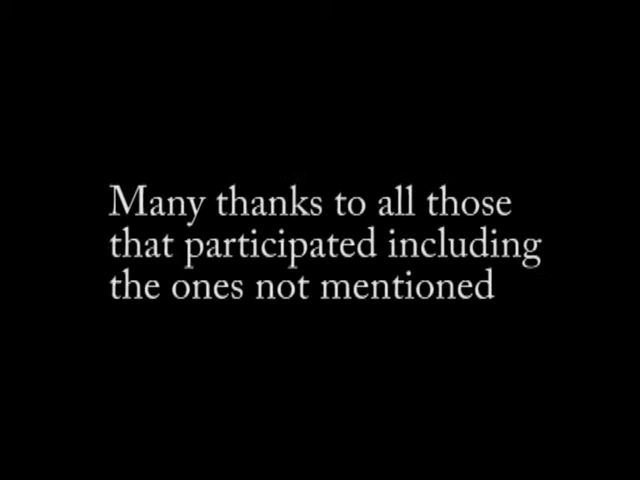 Many thanks to all those
that participated including
the ones not mentioned